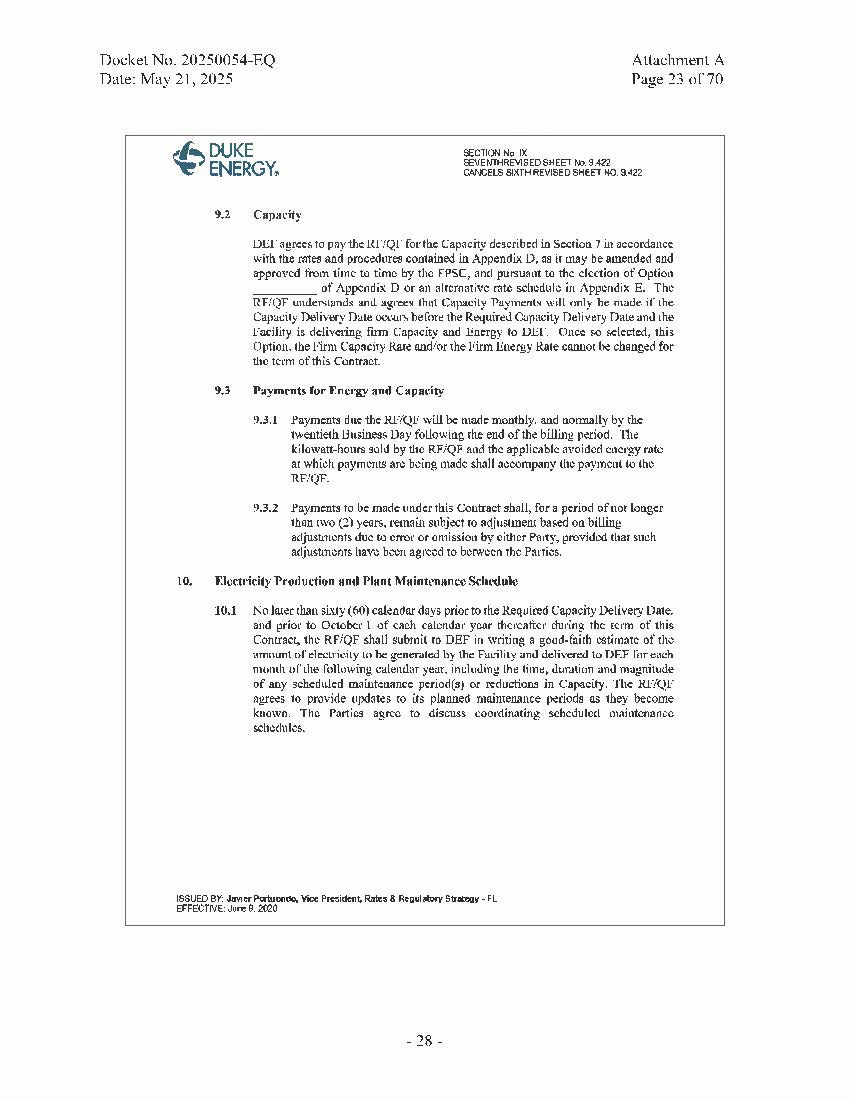 Docket No. 20250054-EQ
Attachment A
Date: May 21, 2025
Page 23 of 70
DUKE
ENERGY®
SECTION No. IX
SEVENTHREVISED SHEET No. 9.422
CANCELS SIXTH REVISED SHEET NO. 9.422
9.2 Capacity
DEF agrees to pay the RF/QF for the Capacity described in Section 7 in accordance
with the rates and procedures contained in Appendix D, as it may be amended and
approved from time to time by the FPSC, and pursuant to the election of Option
__________ of Appendix D or an alternative rate schedule in Appendix E. The
RF/QF understands and agrees that Capacity Payments will only be made if the
Capacity Delivery Date occurs before the Required Capacity Delivery Date and the
Facility is delivering firm Capacity and Energy to DEF. Once so selected, this
Option, the Firm Capacity Rate and/or the Firm Energy Rate cannot be changed for
the term of this Contract.
9.3 Payments for Energy and Capacity
9.3.1 Payments due the RF/QF will be made monthly, and normally by the
twentieth Business Day following the end of the billing period. The
kilowatt-hours sold by the RF/QF and the applicable avoided energy rate
at which payments are being made shall accompany the payment to the
RF/QF.
9.3.2 Payments to be made under this Contract shall, for a period of not longer
than two (2) years, remain subject to adjustment based on billing
adjustments due to error or omission by either Party, provided that such
adjustments have been agreed to between the Parties.
10. Electricity Production and Plant Maintenance Schedule
10.1 No later than sixty (60) calendar days prior to the Required Capacity Delivery Date,
and prior to October 1 of each calendar year thereafter during the term of this
Contract, the RF/QF shall submit to DEF in writing a good-faith estimate of the
amount of electricity to be generated by the Facility and delivered to DEF for each
month of the following calendar year, including the time, duration and magnitude
of any scheduled maintenance period(s) or reductions in Capacity. The RF/QF
agrees to provide updates to its planned maintenance periods as they become
known. The Parties agree to discuss coordinating scheduled maintenance
schedules.
ISSUED BY: Javier Portuondo, Vice President, Rates & Regulatory Strategy - FL
EFFECTIVE: June 9, 2020
- 28 -